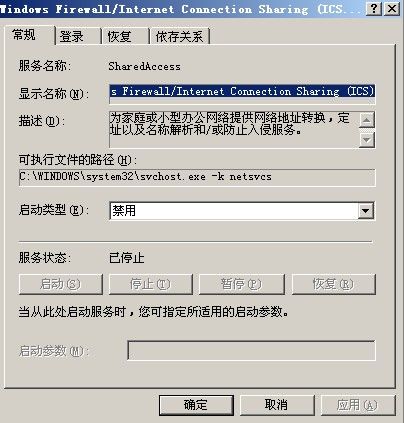 Windows Firewall/Internet Connection Sharing (ICS...
常规 登录 恢复 依存关系
服务名称: SharedAccess
显示名称(N): s Firewall/Internet Connection Sharing (ICS)
描述(D): 为家庭或小型办公网络提供网络地址转换，定
址以及名称解析和/或防止入侵服务。
可执行文件的路径(H):
C:\WINDOWS\system32\svchost.exe -k netsvcs
启动类型(E): 禁用
服务状态: 已停止
启动(S) 停止(T) 暂停(P) 恢复(R)
当从此处启动服务时，您可指定所适用的启动参数。
启动参数(M):
确定 取消 应用(A)